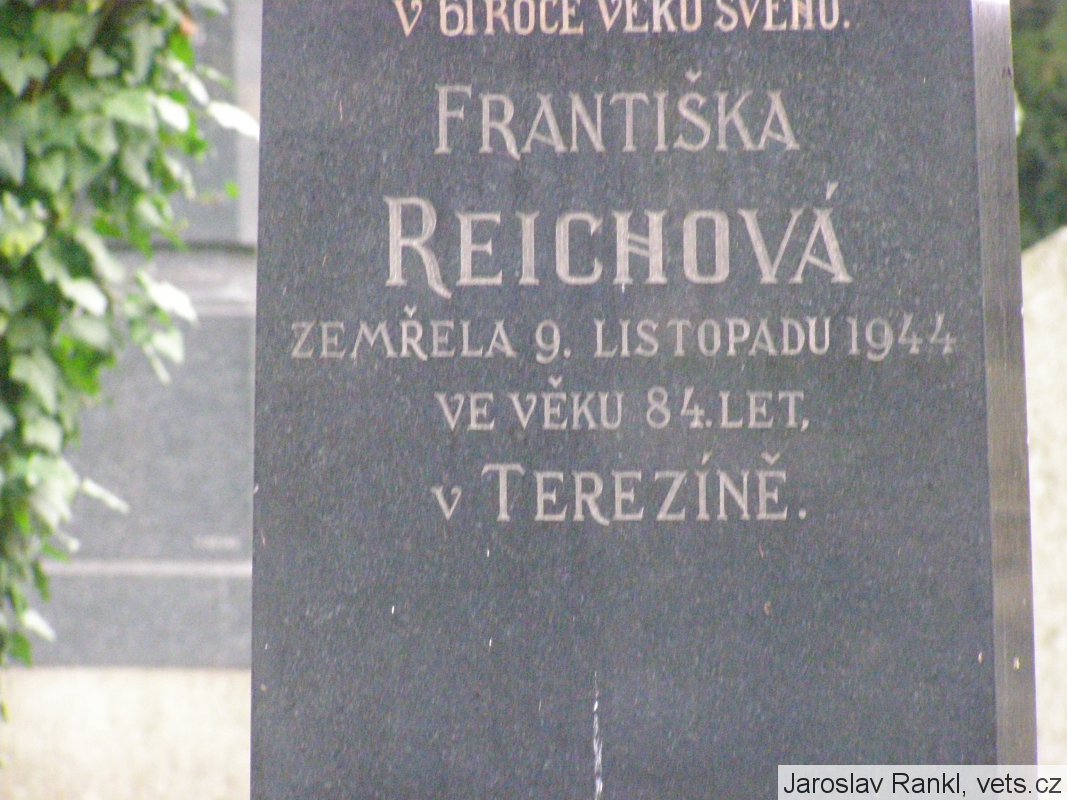 V 61 ROCE VĚKU SVÉHO.
FRANTIŠKA
REICHOVÁ
ZEMŘELA 9. LISTOPADU 1944
VE VĚKU 84. LET,
V TEREZÍNĚ.
Jaroslav Rankl, vets.cz